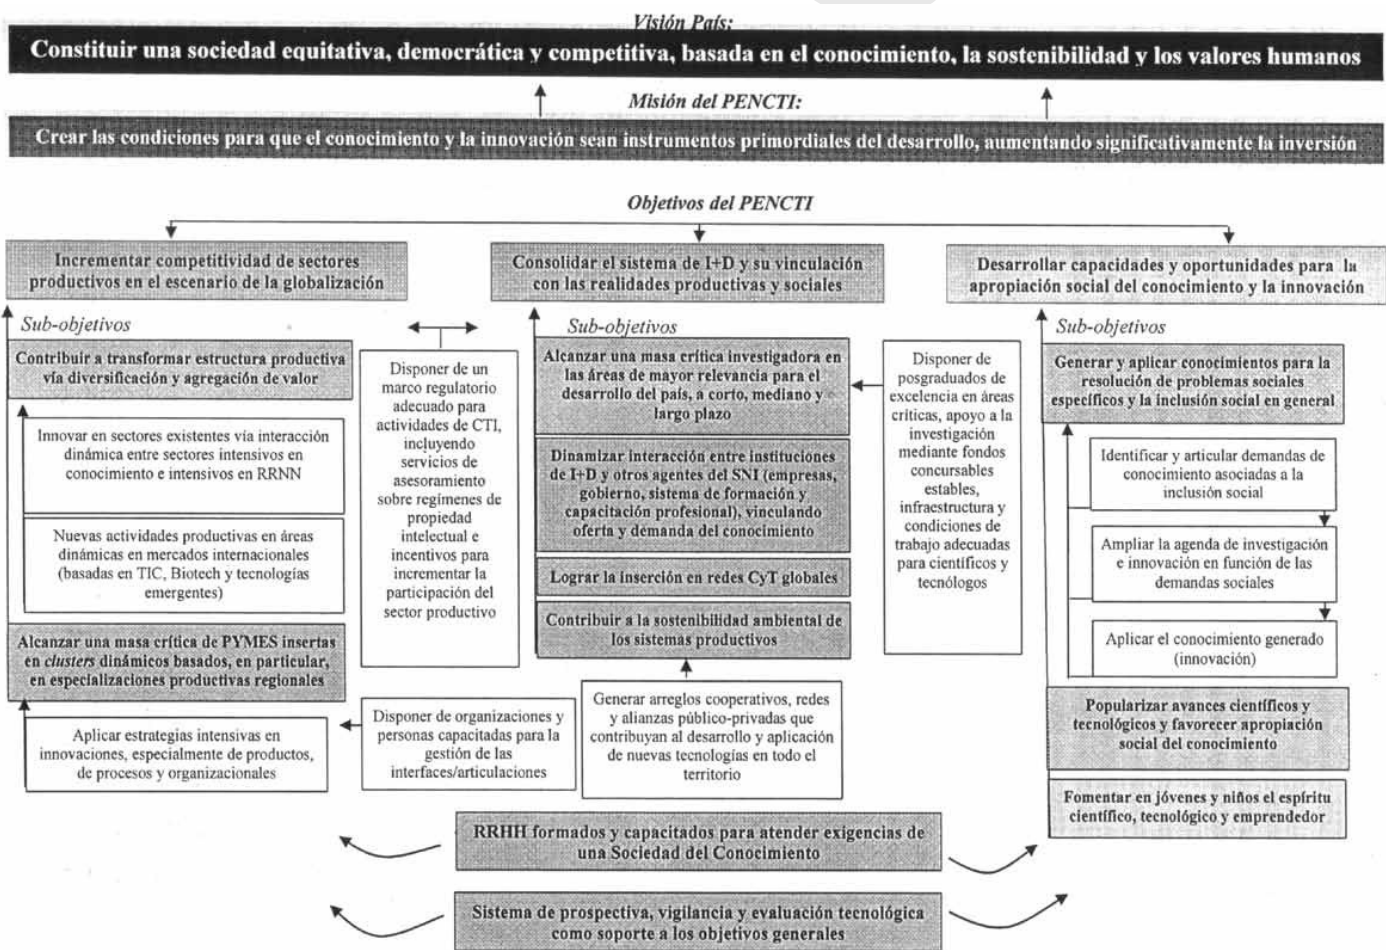 Visión País:
Constituir una sociedad equitativa, democrática y competitiva, basada en el conocimiento, la sostenibilidad y los valores humanos
Misión del PENCTI:
Crear las condiciones para que el conocimiento y la innovación sean instrumentos primordiales del desarrollo, aumentando significativamente la inversión
Objetivos del PENCTI
Incrementar competitividad de sectores
productivos en el escenario de la globalización
Sub-objetivos
Contribuir a transformar estructura productiva
vía diversificación y agregación de valor
Innovar en sectores existentes vía interacción
dinámica entre sectores intensivos en
conocimiento e intensivos en RRNN
Nuevas actividades productivas en áreas
dinámicas en mercados internacionales
(basadas en TIC, Biotech y tecnologías
emergentes)
Alcanzar una masa crítica de PYMES insertas
en clusters dinámicos basados, en particular,
en especializaciones productivas regionales
Aplicar estrategias intensivas en
innovaciones, especialmente de productos,
de procesos y organizacionales
Disponer de un
marco regulatorio
adecuado para
actividades de CTI,
incluyendo
servicios de
asesoramiento
sobre regímenes de
propiedad
intelectual e
incentivos para
incrementar la
participación del
sector productivo
Disponer de organizaciones y
personas capacitadas para la
gestión de las
interfaces/articulaciones
Consolidar el sistema de I+D y su vinculación
con las realidades productivas y sociales
Sub-objetivos
Alcanzar una masa crítica investigadora en
las áreas de mayor relevancia para el
desarrollo del país, a corto, mediano y
largo plazo
Dinamizar interacción entre instituciones
de I+D y otros agentes del SNI (empresas,
gobierno, sistema de formación y
capacitación profesional), vinculando
oferta y demanda del conocimiento
Lograr la inserción en redes CyT globales
Contribuir a la sostenibilidad ambiental de
los sistemas productivos
Generar arreglos cooperativos, redes
y alianzas público-privadas que
contribuyan al desarrollo y aplicación
de nuevas tecnologías en todo el
territorio
Disponer de
posgraduados de
excelencia en áreas
críticas, apoyo a la
investigación
mediante fondos
concursables
estables,
infraestructura y
condiciones de
trabajo adecuadas
para científicos y
tecnólogos
Desarrollar capacidades y oportunidades para la
apropiación social del conocimiento y la innovación
Sub-objetivos
Generar y aplicar conocimientos para la
resolución de problemas sociales
específicos y la inclusión social en general
Identificar y articular demandas de
conocimiento asociadas a la
inclusión social
Ampliar la agenda de investigación
e innovación en función de las
demandas sociales
Aplicar el conocimiento generado
(innovación)
Popularizar avances científicos y
tecnológicos y favorecer apropiación
social del conocimiento
Fomentar en jóvenes y niños el espíritu
científico, tecnológico y emprendedor
RRHH formados y capacitados para atender exigencias de
una Sociedad del Conocimiento
Sistema de prospectiva, vigilancia y evaluación tecnológica
como soporte a los objetivos generales